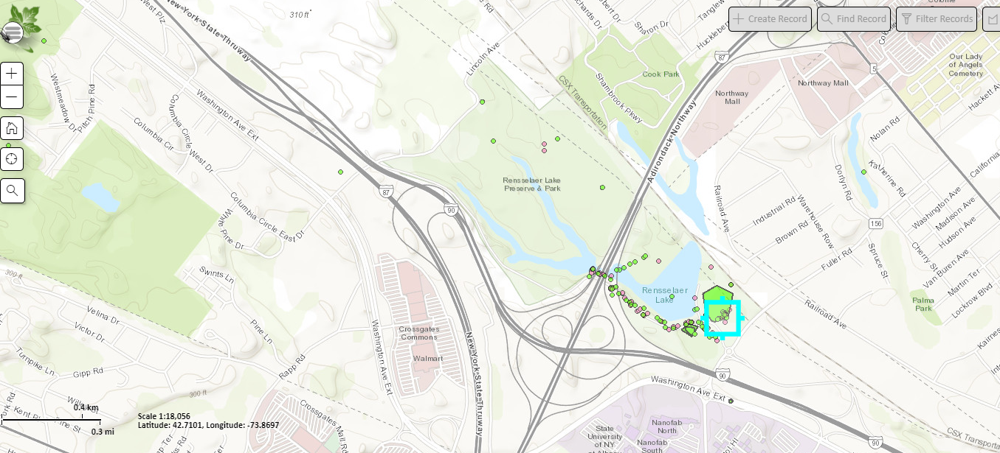 Create Record
Find Record
Filter Records
310 ft
New-York-State-Thruway
West Plz
Lincoln Ave
Sharon Dr
Huckleberry
Tanglew
87
Colonie
Our Lady
of Angels
Cemetery
Cook Park
Shambrook Pkwy
CSX Transportation
5
Northway Mall
Northway
Mall
Hackett Av
Westmeadow Dr
Pitch Pine Rd
Washington Ave Ext
Columbia Cir
Columbia Circle West Dr
Adirondack-Northway
Nolan Rd
California
Rensselaer Lake
Preserve & Park
Dorlyn Rd
Katherine Rd
Railroad Ave
87
90
Columbia Circle East Dr
White
Pine Dr
Industrial Rd
Brown Rd
Warehouse Row
156
Washington Ave
Madison Ave
Hudson Ave
Fuller Rd
Spruce St
Cherry St
Van Buren Ave
Martin Ter
Lockrow Blvd
300 ft
Swints Ln
Rensselaer
Lake
Palma
Park
Railroad Ave
Velina Dr
Victor Dr
Pine Ln
Crossgates
Commons
Walmart
Turnpike Ln
Gipp Rd
Rapp Rd
Washington Ave Ext
New-York-State-Thruway
90
Washington Ave Ext
300 ft
0.4 km
0.3 mi
Scale 1:18,056
Latitude: 42.7101, Longitude: -73.8697
Crossgates Mall Rd
State
University
of NY
at Albany
Nanofab
North
Nanofab
South
90
CSX Transpo